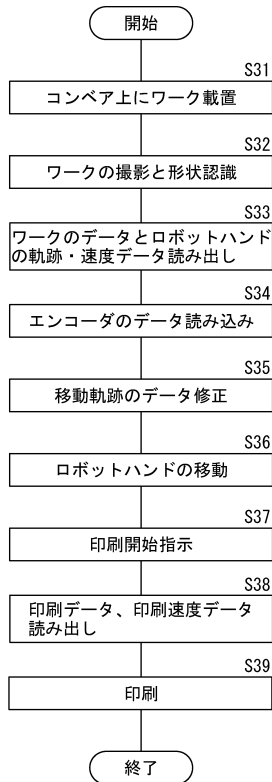 開始
S31
コンベア上にワーク載置
S32
ワークの撮影と形状認識
S33
ワークのデータとロボットハンド
の軌跡・速度データ読み出し
S34
エンコーダのデータ読み込み
S35
移動軌跡のデータ修正
S36
ロボットハンドの移動
S37
印刷開始指示
S38
印刷データ、印刷速度データ
読み出し
S39
印刷
終了